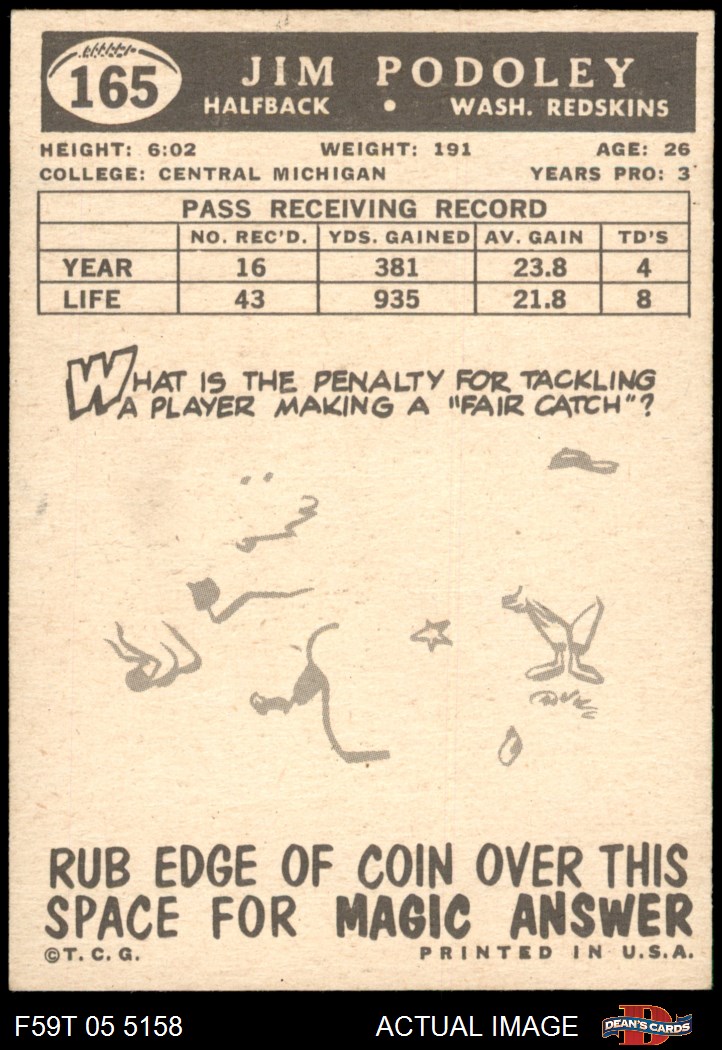 165
JIM PODOLEY
HALFBACK • WASH. REDSKINS
HEIGHT: 6:02 WEIGHT: 191 AGE: 26
COLLEGE: CENTRAL MICHIGAN YEARS PRO: 3
PASS RECEIVING RECORD
NO. REC'D. YDS. GAINED AV. GAIN TD'S
YEAR 16 381 23.8 4
LIFE 43 935 21.8 8
WHAT IS THE PENALTY FOR TACKLING
A PLAYER MAKING A "FAIR CATCH"?
RUB EDGE OF COIN OVER THIS
SPACE FOR MAGIC ANSWER
©T. C. G. PRINTED IN U.S.A.
F59T 05 5158 ACTUAL IMAGE DEAN'S CARDS